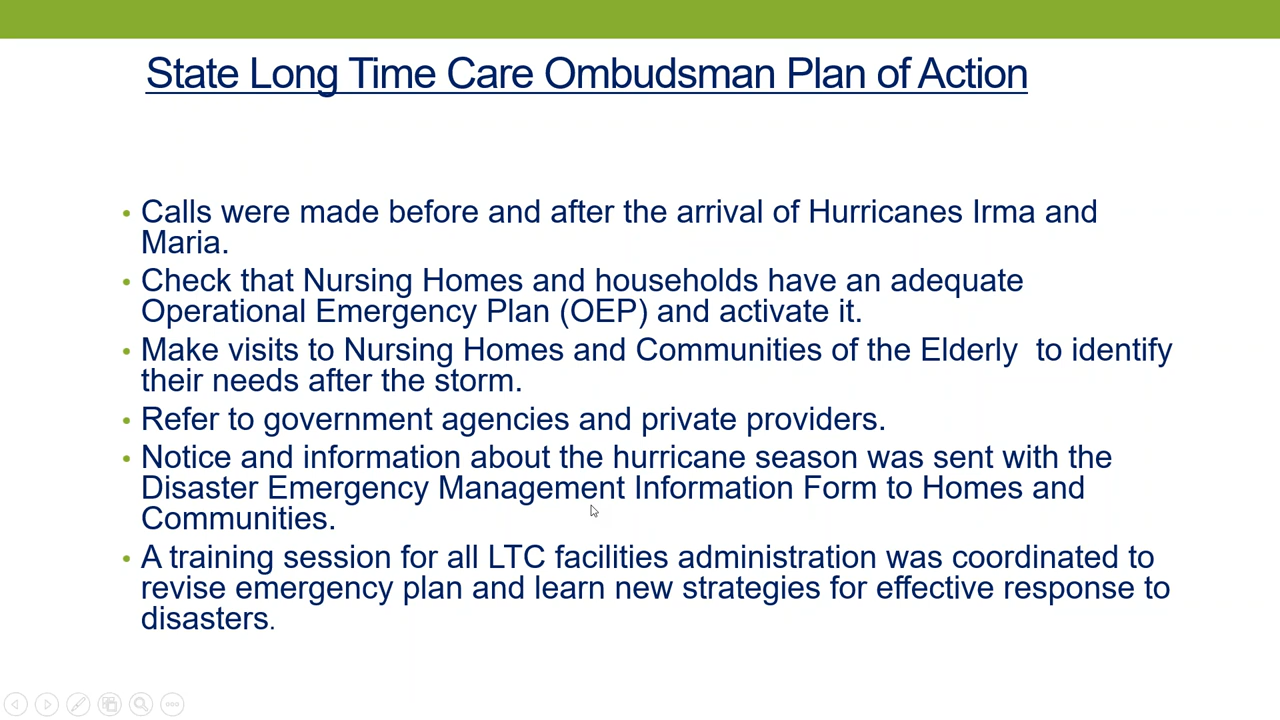 State Long Time Care Ombudsman Plan of Action
• Calls were made before and after the arrival of Hurricanes Irma and
Maria.
• Check that Nursing Homes and households have an adequate
Operational Emergency Plan (OEP) and activate it.
• Make visits to Nursing Homes and Communities of the Elderly  to identify
their needs after the storm.
• Refer to government agencies and private providers.
• Notice and information about the hurricane season was sent with the
Disaster Emergency Management Information Form to Homes and
Communities.
• A training session for all LTC facilities administration was coordinated to
revise emergency plan and learn new strategies for effective response to
disasters.